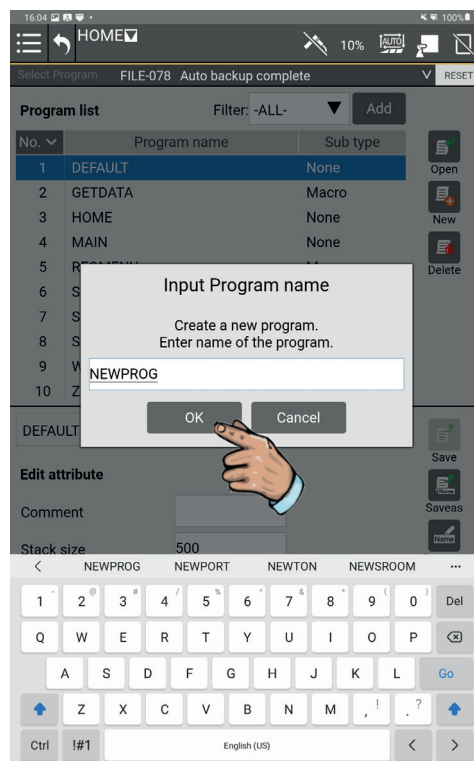 16:04 100%
HOME 10% AUTO
Select Program FILE-078 Auto backup complete RESET
Program list Filter: -ALL- Add
No. Program name Sub type
1 DEFAULT None Open
2 GETDATA Macro
3 HOME None New
4 MAIN None
5 Delete
6 S
7 S
8 S
9 W
10 Z
Input Program name
Create a new program.
Enter name of the program.
NEWPROG
OK Cancel
DEFAULT
Save
Edit attribute
Comment Saveas
Stack size 500 Name
< NEWPROG NEWPORT NEWTON NEWSROOM ...
1 - 2 @ 3 # 4 / 5 % 6 ^ 7 & 8 * 9 ( 0 ) Del
Q W E R T Y U I O P
A S D F G H J K L Go
Z X C V B N M , ! . ?
Ctrl !#1 English (US) < >